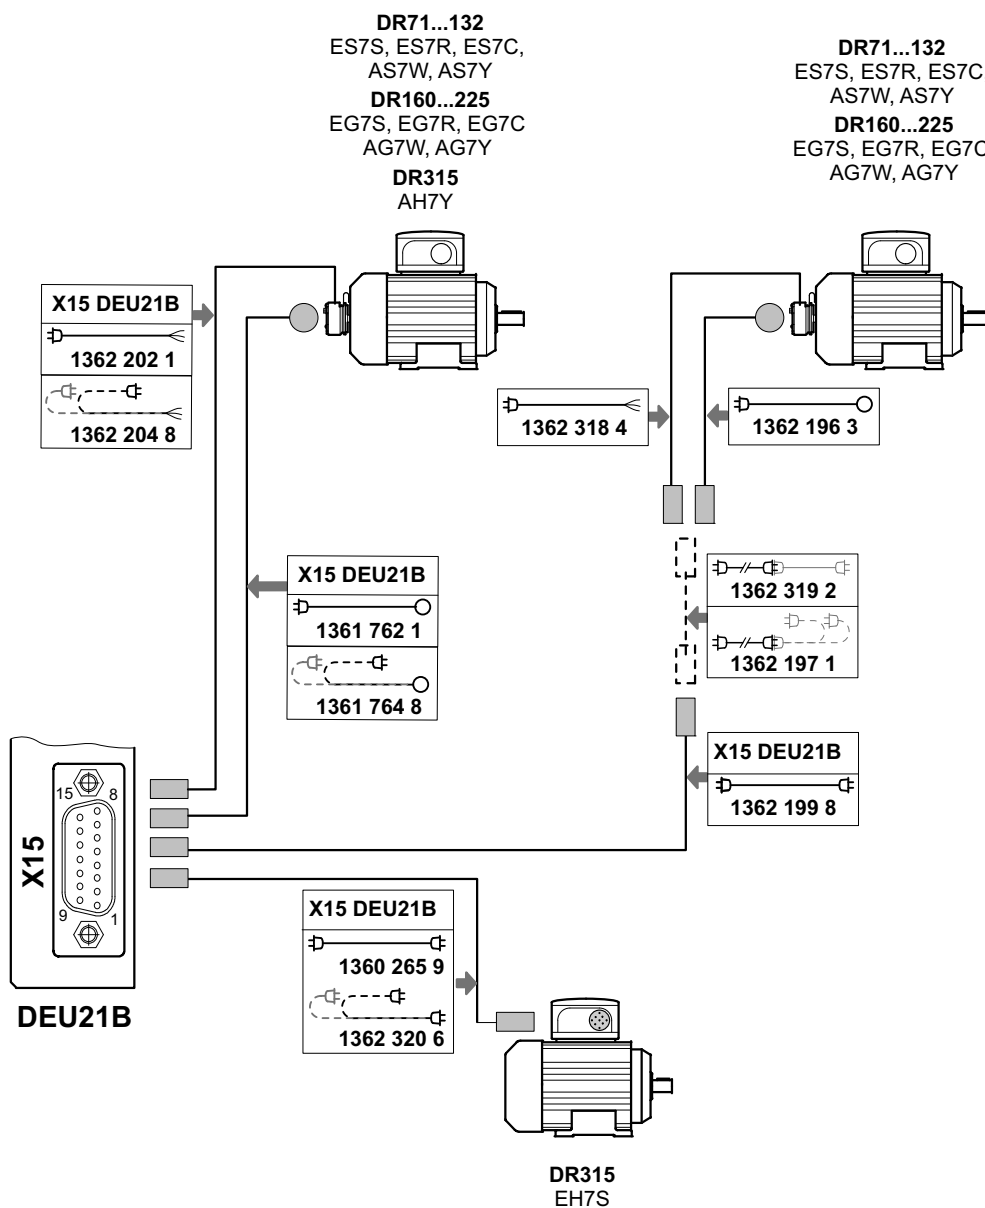 DR71...132
ES7S, ES7R, ES7C,
AS7W, AS7Y
DR160...225
EG7S, EG7R, EG7C
AG7W, AG7Y
DR315
AH7Y
DR71...132
ES7S, ES7R, ES7C
AS7W, AS7Y
DR160...225
EG7S, EG7R, EG7C
AG7W, AG7Y
X15 DEU21B
1362 202 1
1362 204 8
1362 318 4
1362 196 3
X15 DEU21B
1361 762 1
1361 764 8
1362 319 2
1362 197 1
X15 DEU21B
1362 199 8
X15
15
8
9
1
DEU21B
X15 DEU21B
1360 265 9
1362 320 6
DR315
EH7S